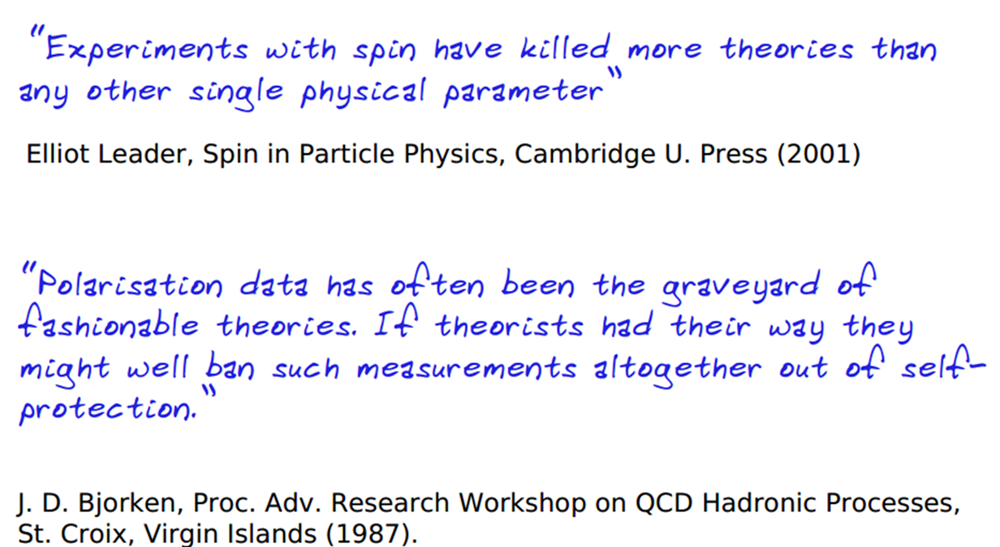 "Experiments with spin have killed more theories than
any other single physical parameter"
Elliot Leader, Spin in Particle Physics, Cambridge U. Press (2001)
"Polarisation data has often been the graveyard of
fashionable theories. If theorists had their way they
might well ban such measurements altogether out of self-
protection."
J. D. Bjorken, Proc. Adv. Research Workshop on QCD Hadronic Processes,
St. Croix, Virgin Islands (1987).